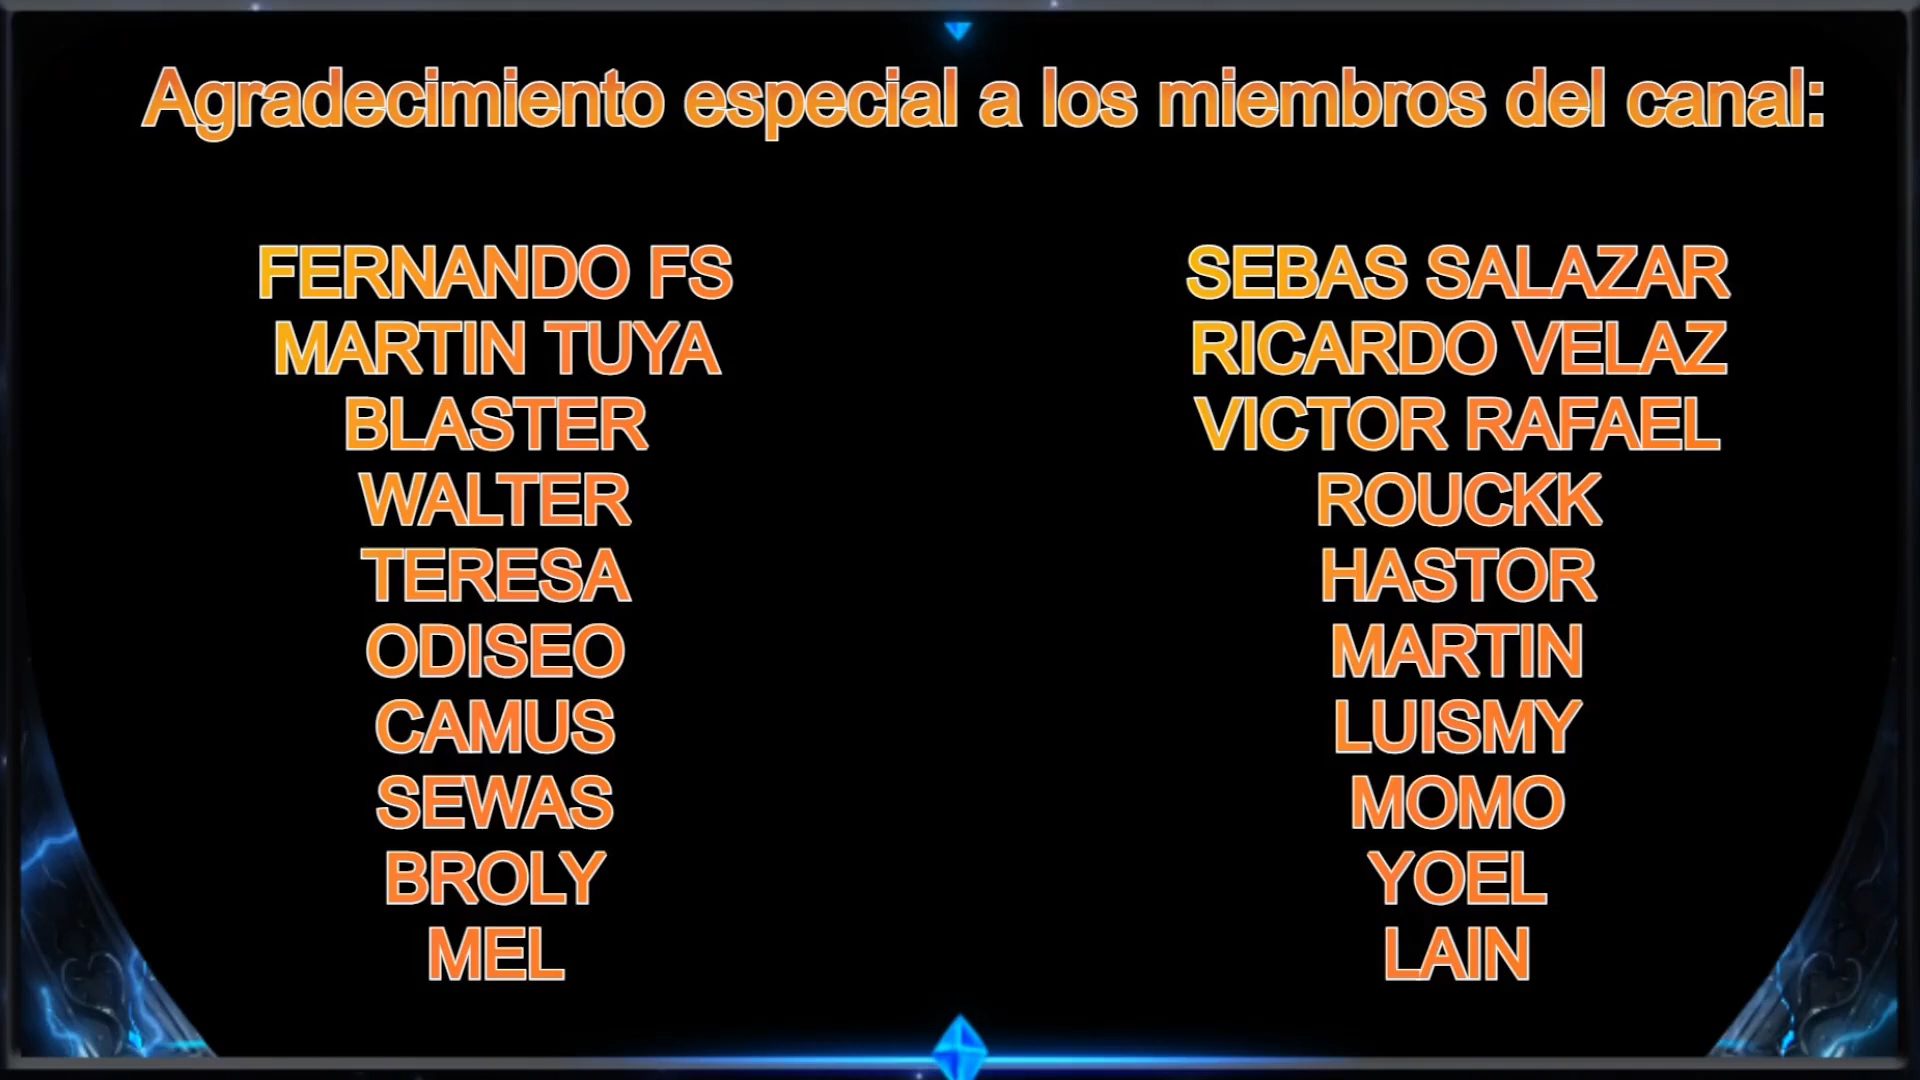 Agradecimiento especial a los miembros del canal:
FERNANDO FS
MARTIN TUYA
BLASTER
WALTER
TERESA
ODISEO
CAMUS
SEWAS
BROLY
MEL
SEBAS SALAZAR
RICARDO VELAZ
VICTOR RAFAEL
ROUCKK
HASTOR
MARTIN
LUISMY
MOMO
YOEL
LAIN